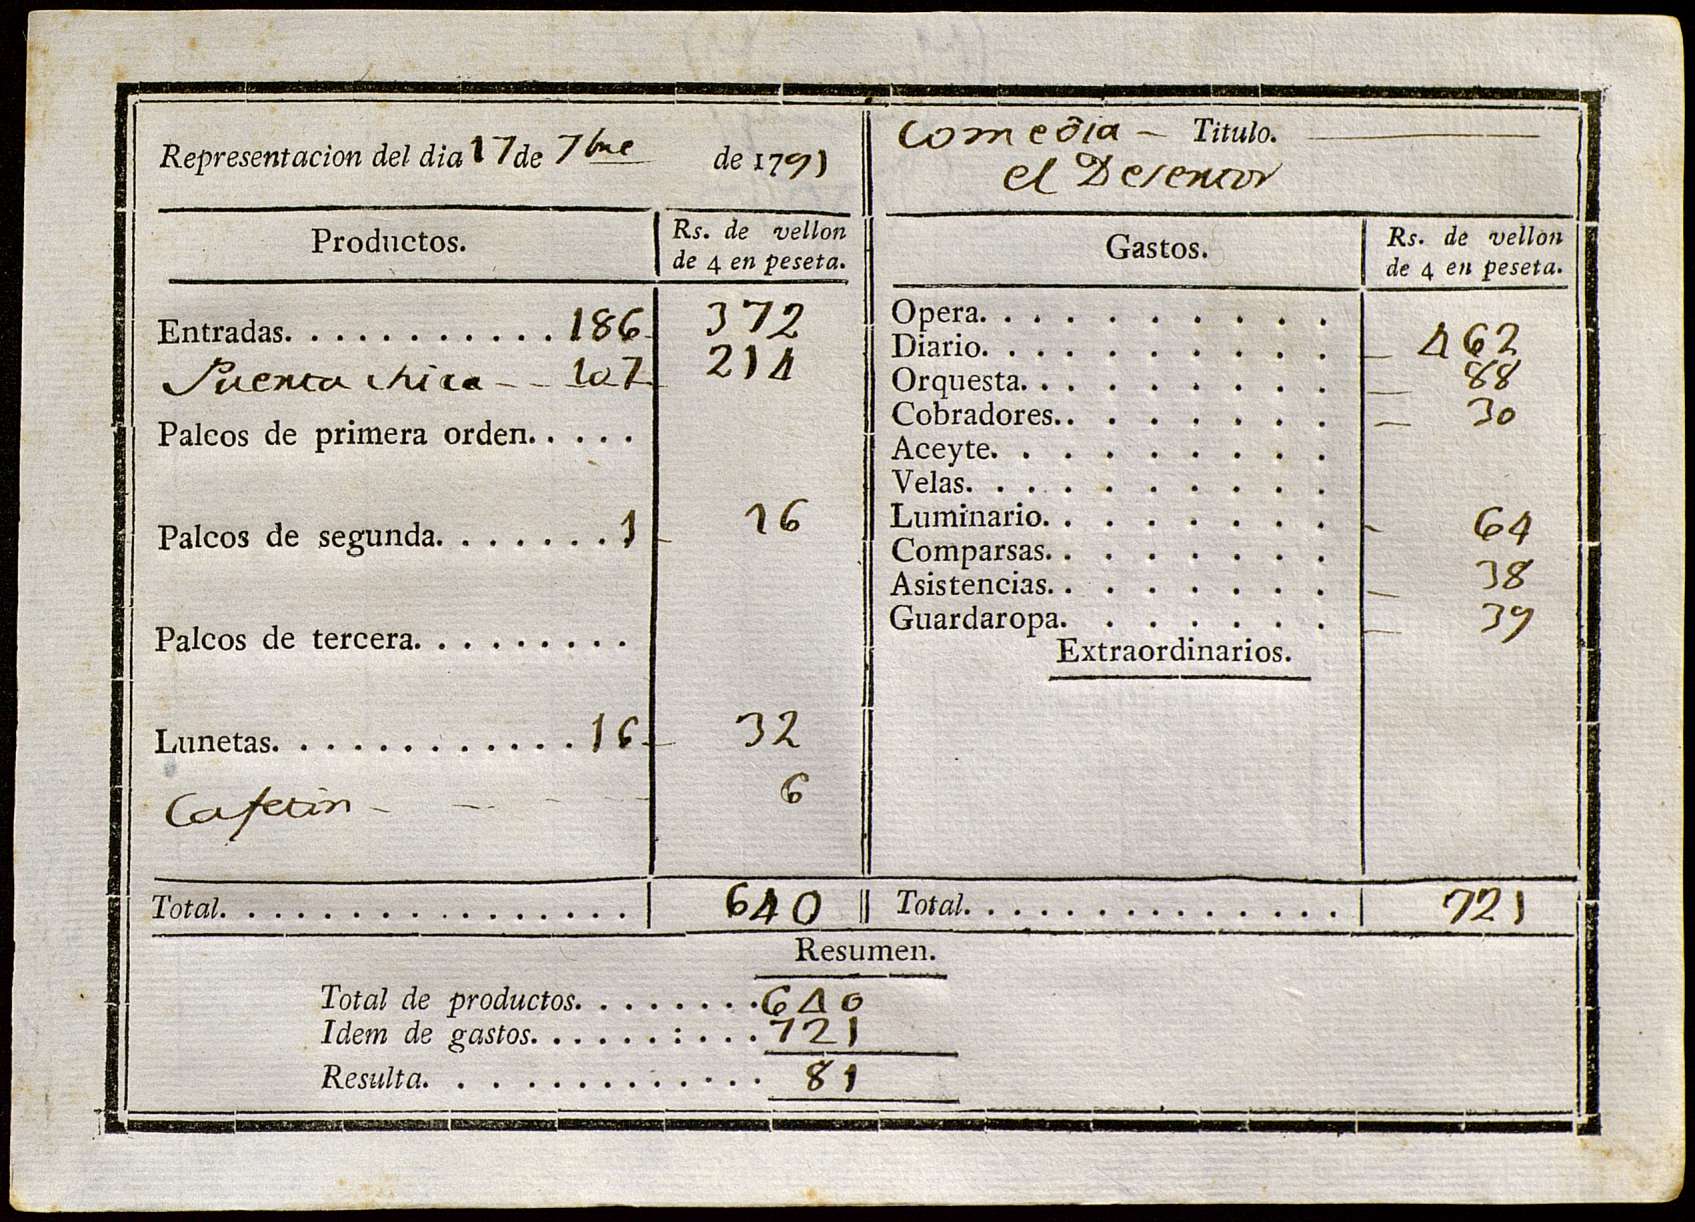 Representacion del dia 17 de 7bre de 1791
Comedia – Titulo.
el
Productos.
Rs. de vellon
de 4 en peseta.
Entradas. . . . . . . . . . . 186 372
Puerta chica - - 107 214
Palcos de primera orden. . . . .
Palcos de segunda. . . . . . . 1 16
Palcos de tercera. . . . . . . . .
Lunetas. . . . . . . . . . . . 16 32
Cafetin - - - - - 6
Total. . . . . . . . . . . . . . . . 640
Gastos.
Rs. de vellon
de 4 en peseta.
Opera. . . . . . . . . .
Diario. . . . . . . . . . 462
Orquesta. . . . . . . . . 88
Cobradores. . . . . . . . 30
Aceyte. . . . . . . . . .
Velas. . . . . . . . . . .
Luminario. . . . . . . . 64
Comparsas. . . . . . . .
Asistencias. . . . . . . . 38
Guardaropa. . . . . . . 39
Extraordinarios.
Total. . . . . . . . . . . . . . 721
Resumen.
Total de productos. . . . . . . . 640
Idem de gastos. . . . . . : . . . 721
Resulta. . . . . . . . . . . . . 81